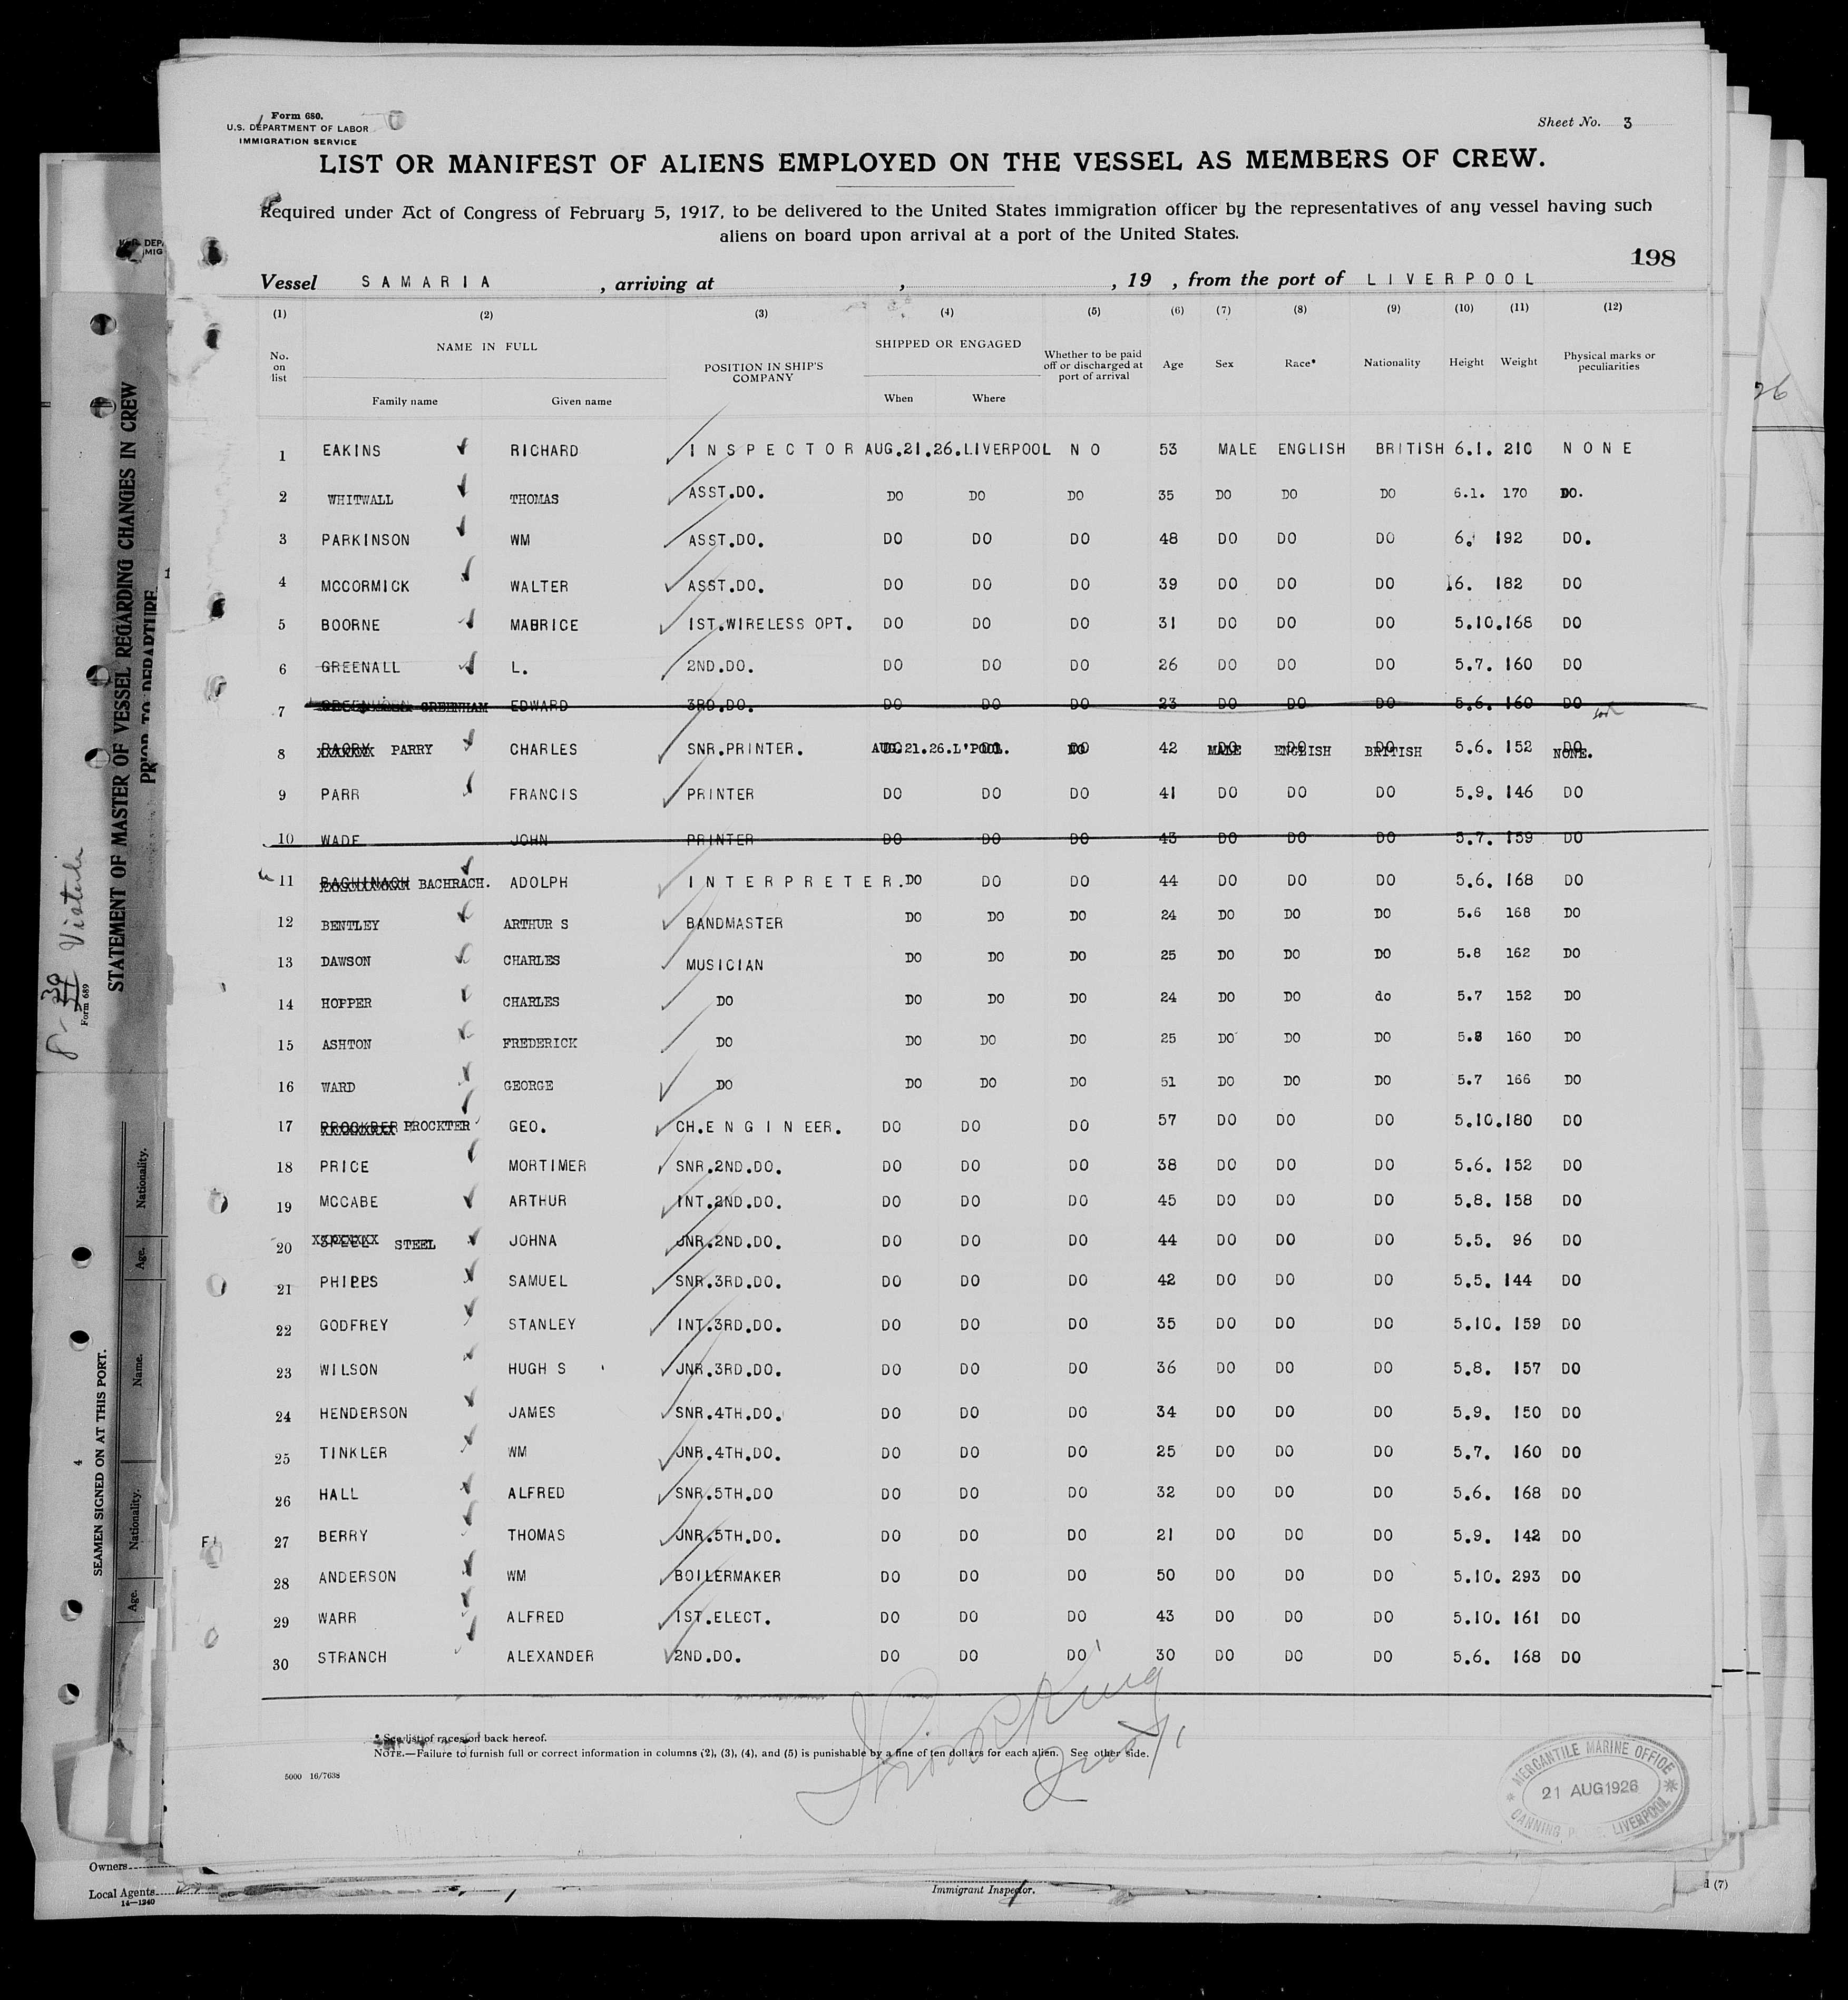 Form 680.
U.S. DEPARTMENT OF LABOR
IMMIGRATION SERVICE
Sheet No. 3
LIST OR MANIFEST OF ALIENS EMPLOYED ON THE VESSEL AS MEMBERS OF CREW.
Required under Act of Congress of February 5, 1917, to be delivered to the United States immigration officer by the representatives of any vessel having such
aliens on board upon arrival at a port of the United States.
198
Vessel SAMARIA, arriving at , , 19 , from the port of LIVERPOOL
(1) (2) (3) (4) (5) (6) (7) (8) (9) (10) (11) (12)
No. on list NAME IN FULL Family name Given name POSITION IN SHIP'S COMPANY SHIPPED OR ENGAGED When Where Whether to be paid off or discharged at port of arrival Age Sex Race* Nationality Height Weight Physical marks or peculiarities
1 EAKINS RICHARD INSPECTOR AUG.21.26. LIVERPOOL NO 53 MALE ENGLISH BRITISH 6.1. 210 NONE
2 WHITWALL THOMAS ASST.DO. DO DO DO 35 DO DO DO 6.1. 170 DO.
3 PARKINSON WM ASST.DO. DO DO DO 48 DO DO DO 6. 192 DO.
4 MCCORMICK WALTER ASST.DO. DO DO DO 39 DO DO DO 6. 182 DO
5 BOORNE MAURICE 1ST.WIRELESS OPT. DO DO DO 31 DO DO DO 5.10. 168 DO
6 GREENALL L. 2ND.DO. DO DO DO 26 DO DO DO 5.7. 160 DO
7 GREENHAM EDWARD 3RD.DO. DO DO DO 23 DO DO DO 5.6. 160 DO
8 PARRY CHARLES SNR.PRINTER. AUG.21.26.L'POOL. NO 42 MALE ENGLISH BRITISH 5.6. 152 NONE.
9 PARR FRANCIS PRINTER DO DO DO 41 DO DO DO 5.9. 146 DO
10 WADE JOHN PRINTER DO DO DO 43 DO DO DO 5.7. 159 DO
11 BACHRACH. ADOLPH INTERPRETER. DO DO DO 44 DO DO DO 5.6. 168 DO
12 BENTLEY ARTHUR S BANDMASTER DO DO DO 24 DO DO DO 5.6 168 DO
13 DAWSON CHARLES MUSICIAN DO DO DO 25 DO DO DO 5.8 162 DO
14 HOPPER CHARLES DO DO DO DO 24 DO DO do 5.7 152 DO
15 ASHTON FREDERICK DO DO DO DO 25 DO DO DO 5.8 160 DO
16 WARD GEORGE DO DO DO DO 51 DO DO DO 5.7 166 DO
17 PROCKTER GEO. CH.ENGINEER. DO DO DO 57 DO DO DO 5.10. 180 DO
18 PRICE MORTIMER SNR.2ND.DO. DO DO DO 38 DO DO DO 5.6. 152 DO
19 MCCABE ARTHUR INT.2ND.DO. DO DO DO 45 DO DO DO 5.8. 158 DO
20 STEEL JOHNA JNR.2ND.DO. DO DO DO 44 DO DO DO 5.5. 96 DO
21 PHIPPS SAMUEL SNR.3RD.DO. DO DO DO 42 DO DO DO 5.5. 144 DO
22 GODFREY STANLEY INT.3RD.DO. DO DO DO 35 DO DO DO 5.10. 159 DO
23 WILSON HUGH S JNR.3RD.DO. DO DO DO 36 DO DO DO 5.8. 157 DO
24 HENDERSON JAMES SNR.4TH.DO. DO DO DO 34 DO DO DO 5.9. 150 DO
25 TINKLER WM JNR.4TH.DO. DO DO DO 25 DO DO DO 5.7. 160 DO
26 HALL ALFRED SNR.5TH.DO DO DO DO 32 DO DO DO 5.6. 168 DO
27 BERRY THOMAS JNR.5TH.DO. DO DO DO 21 DO DO DO 5.9. 142 DO
28 ANDERSON WM BOILERMAKER DO DO DO 50 DO DO DO 5.10. 293 DO
29 WARR ALFRED 1ST.ELECT. DO DO DO 43 DO DO DO 5.10. 161 DO
30 STRANCH ALEXANDER 2ND.DO. DO DO DO 30 DO DO DO 5.6. 168 DO
* See list of races on back hereof.
NOTE.—Failure to furnish full or correct information in columns (2), (3), (4), and (5) is punishable by a fine of ten dollars for each alien. See other side.
5000 16/7638
MERCANTILE MARINE OFFICE
21 AUG 1926
CANNING LIVERPOOL
STATEMENT OF MASTER OF VESSEL REGARDING CHANGES IN CREW
PRIOR TO DEPARTURE
Form 689
SEAMEN SIGNED ON AT THIS PORT.
Nationality.
Age.
Name.
Nationality.
Age.
Owners
Local Agents
14—1240
Immigrant Inspector.
(7)